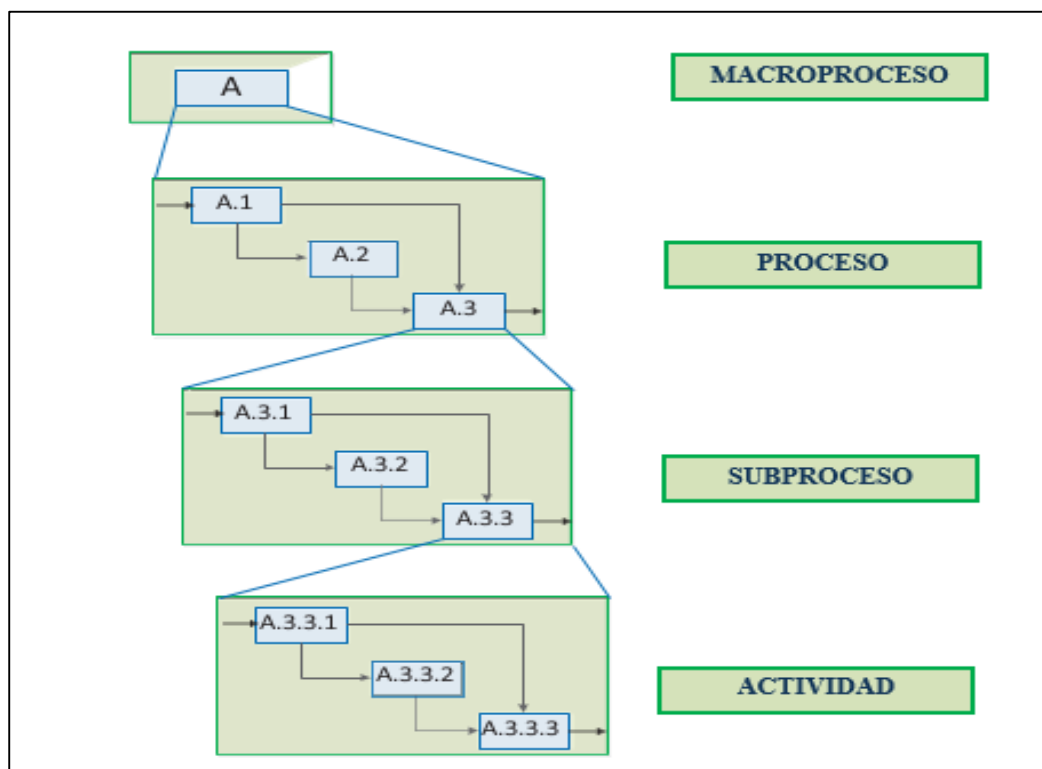 A
MACROPROCESO
A.1
A.2
A.3
PROCESO
A.3.1
A.3.2
A.3.3
SUBPROCESO
A.3.3.1
A.3.3.2
A.3.3.3
ACTIVIDAD